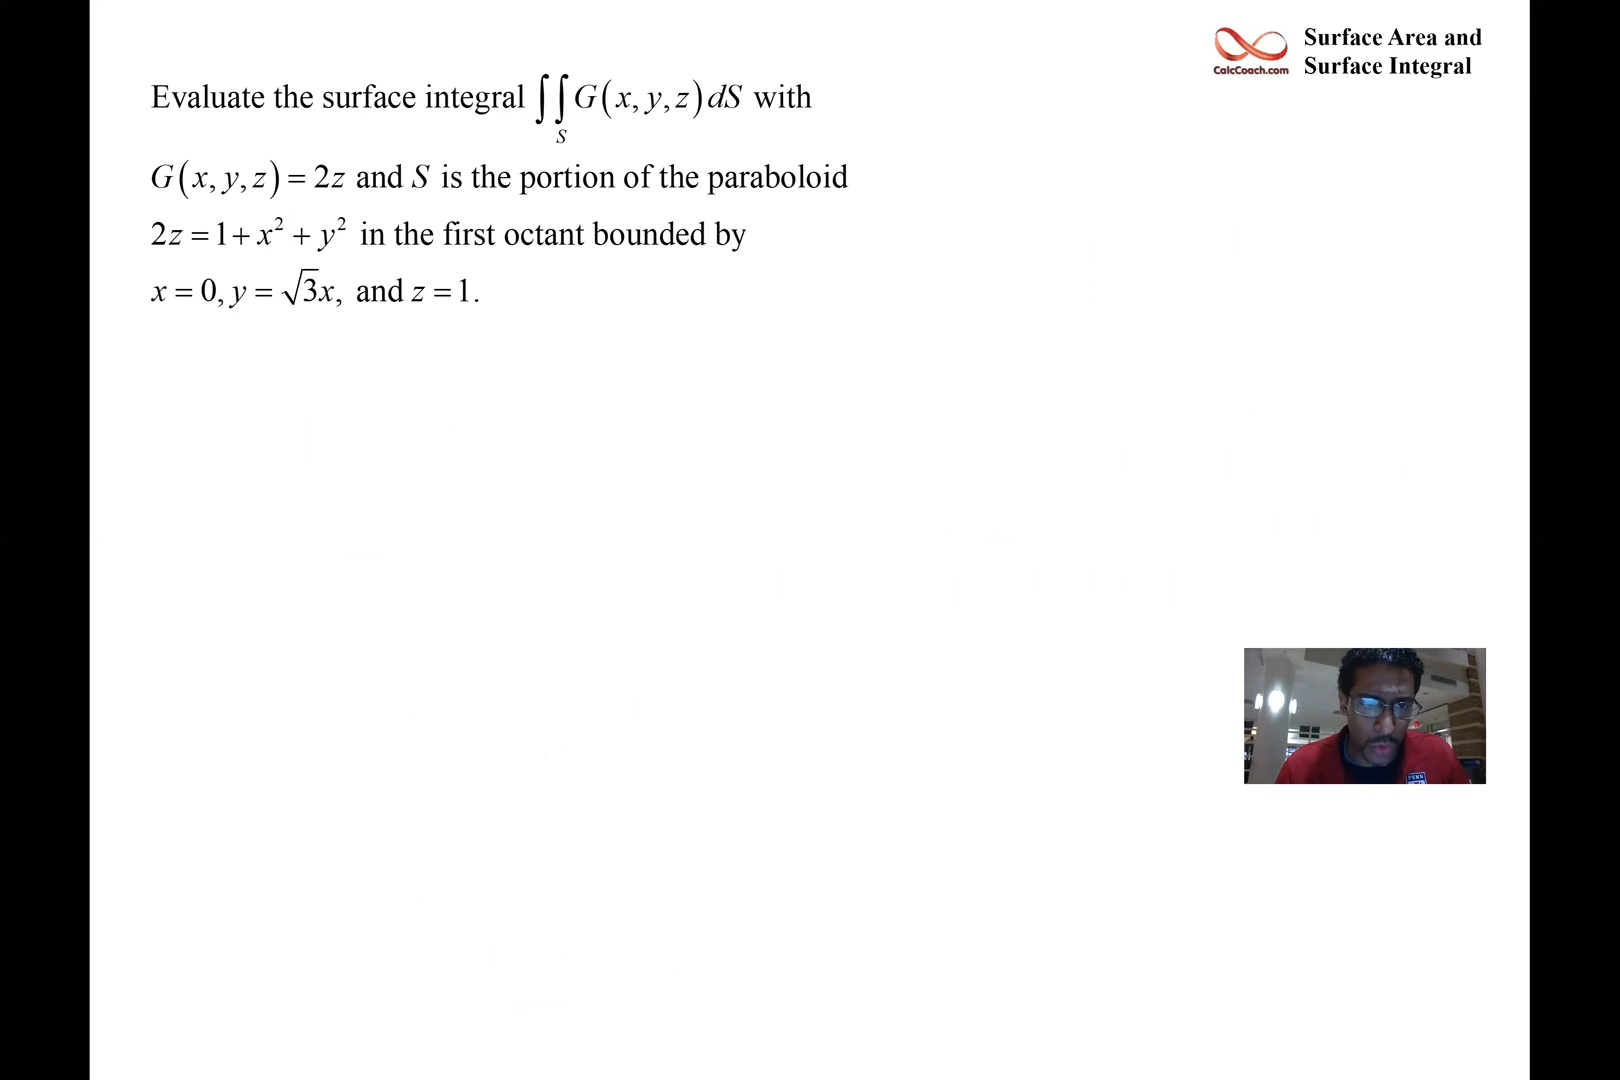 Surface Area and
Surface Integral
CalcCoach.com
Evaluate the surface integral ∬_S G(x, y, z) dS with
G(x, y, z) = 2z and S is the portion of the paraboloid
2z = 1 + x² + y² in the first octant bounded by
x = 0, y = √3x, and z = 1.
PENN